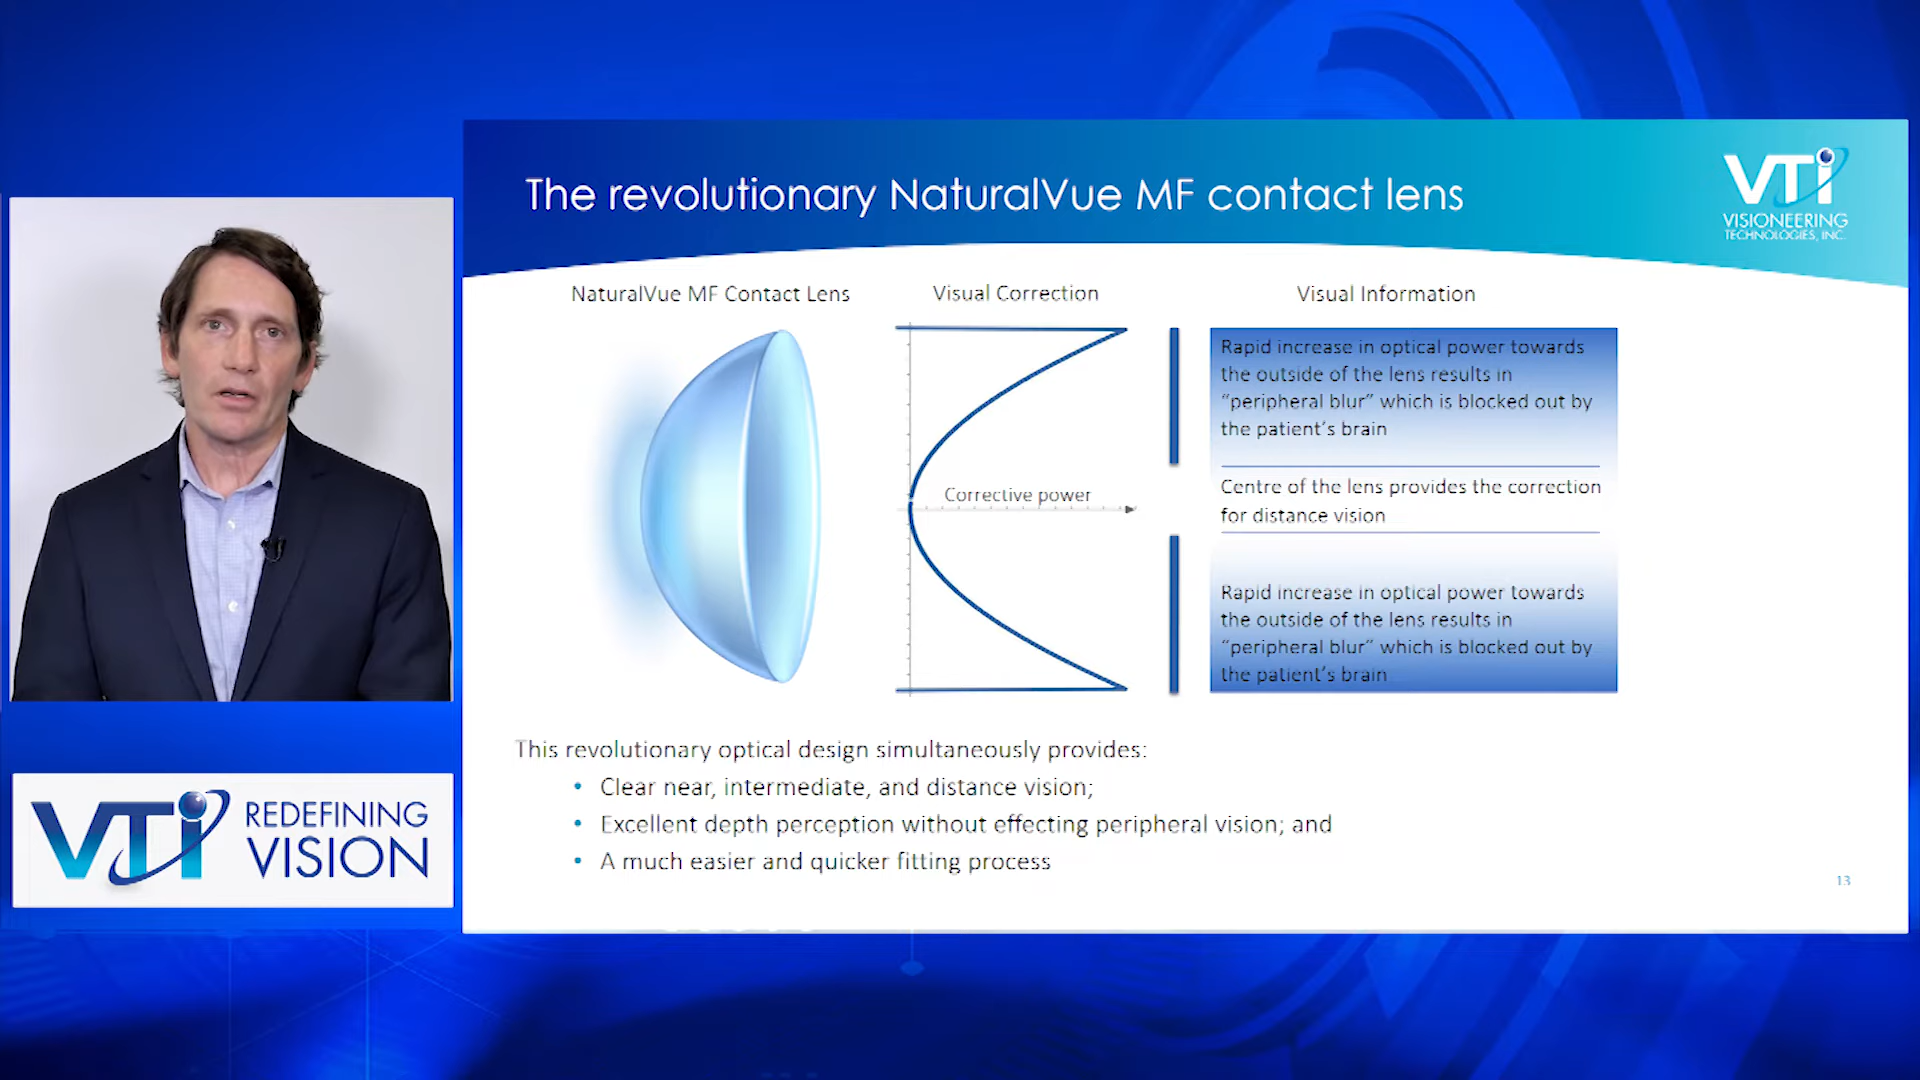 The revolutionary NaturalVue MF contact lens
VTi
VISIONEERING
TECHNOLOGIES, INC.
NaturalVue MF Contact Lens
Visual Correction
Visual Information
Rapid increase in optical power towards
the outside of the lens results in
“peripheral blur” which is blocked out by
the patient’s brain
Corrective power
Centre of the lens provides the correction
for distance vision
Rapid increase in optical power towards
the outside of the lens results in
“peripheral blur” which is blocked out by
the patient’s brain
This revolutionary optical design simultaneously provides:
• Clear near, intermediate, and distance vision;
• Excellent depth perception without effecting peripheral vision; and
• A much easier and quicker fitting process
13
VTi REDEFINING
VISION